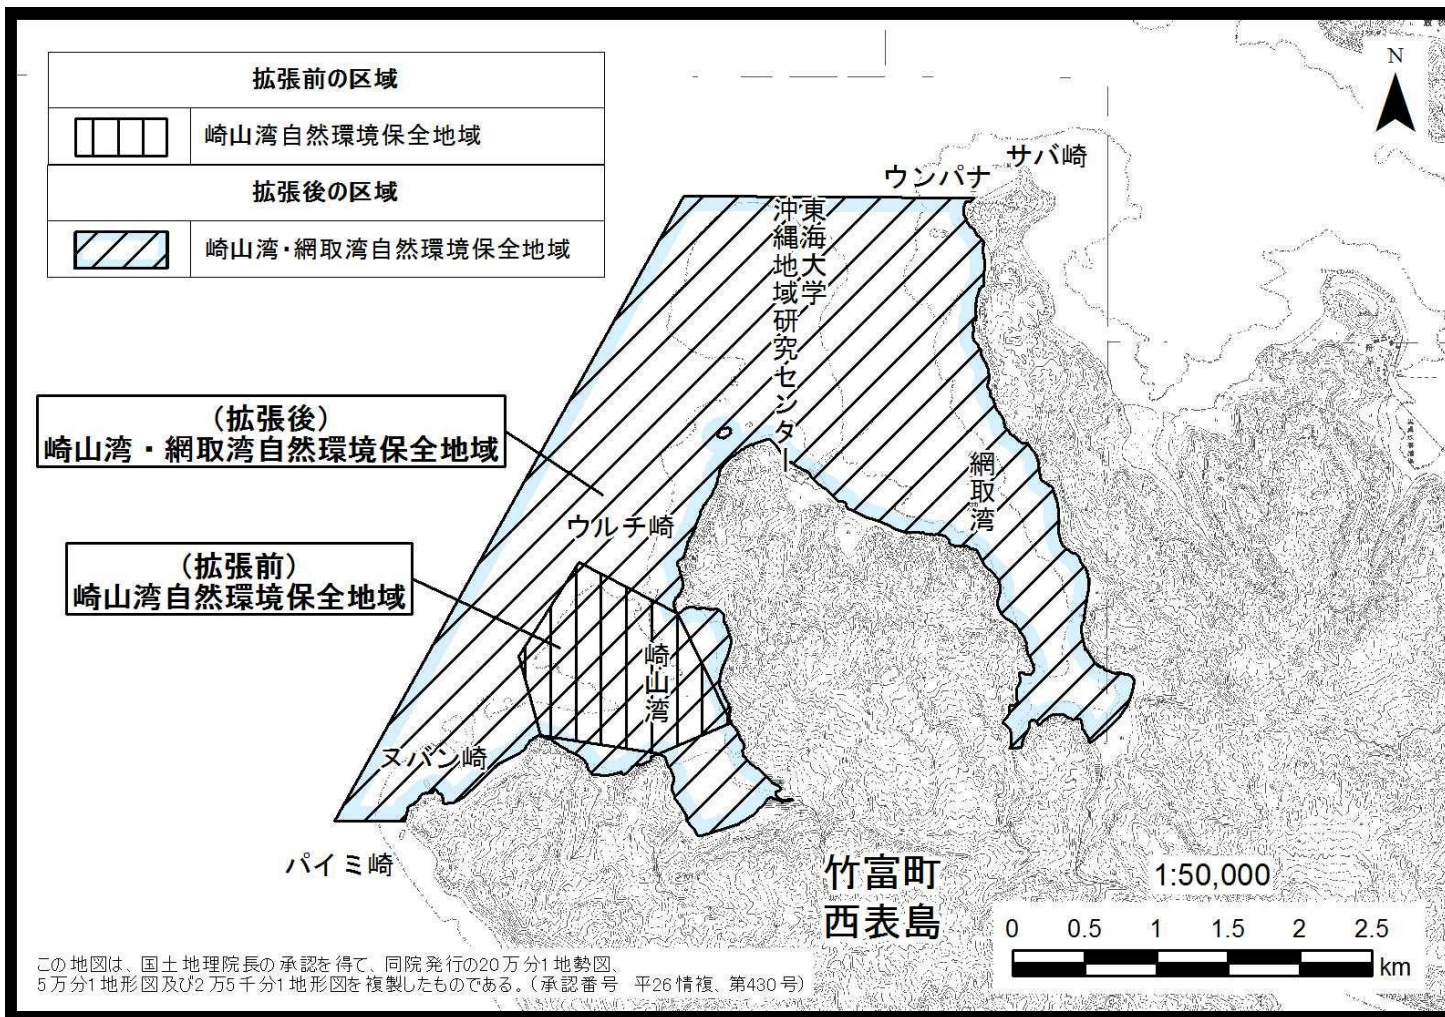 拡張前の区域
崎山湾自然環境保全地域
拡張後の区域
崎山湾・網取湾自然環境保全地域
N
サバ崎
ウンパナ
東海大学
沖縄地域研究センター
(拡張後)
崎山湾・網取湾自然環境保全地域
網取湾
ウルチ崎
(拡張前)
崎山湾自然環境保全地域
崎山湾
ヌバン崎
パイミ崎
竹富町
西表島
1:50,000
0 0.5 1 1.5 2 2.5
km
この地図は、国土地理院長の承認を得て、同院発行の20万分1地勢図、
5万分1地形図及び2万5千分1地形図を複製したものである。(承認番号 平26情複、第430号)